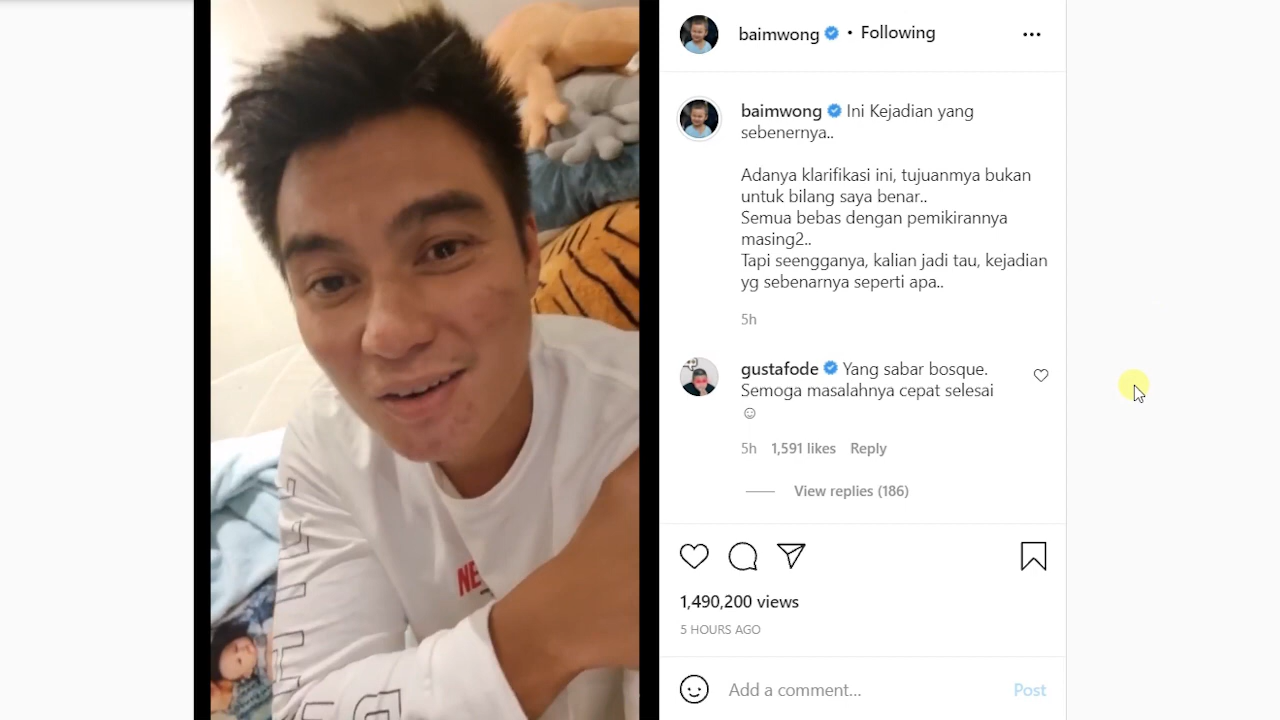 baimwong • Following
baimwong Ini Kejadian yang
sebenernya..
Adanya klarifikasi ini, tujuanmya bukan
untuk bilang saya benar..
Semua bebas dengan pemikirannya
masing2..
Tapi seengganya, kalian jadi tau, kejadian
yg sebenarnya seperti apa..
5h
gustafode Yang sabar bosque.
Semoga masalahnya cepat selesai
☺
5h 1,591 likes Reply
View replies (186)
1,490,200 views
5 HOURS AGO
Add a comment... Post
NE